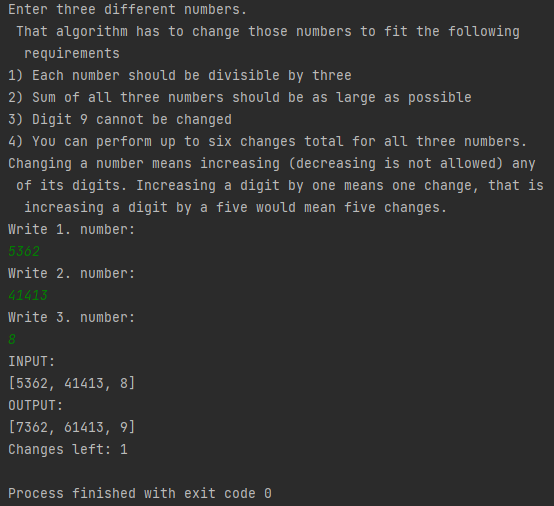 Enter three different numbers.
That algorithm has to change those numbers to fit the following
requirements
1) Each number should be divisible by three
2) Sum of all three numbers should be as large as possible
3) Digit 9 cannot be changed
4) You can perform up to six changes total for all three numbers.
Changing a number means increasing (decreasing is not allowed) any
of its digits. Increasing a digit by one means one change, that is
increasing a digit by a five would mean five changes.
Write 1. number:
5362
Write 2. number:
41413
Write 3. number:
8
INPUT:
[5362, 41413, 8]
OUTPUT:
[7362, 61413, 9]
Changes left: 1
Process finished with exit code 0